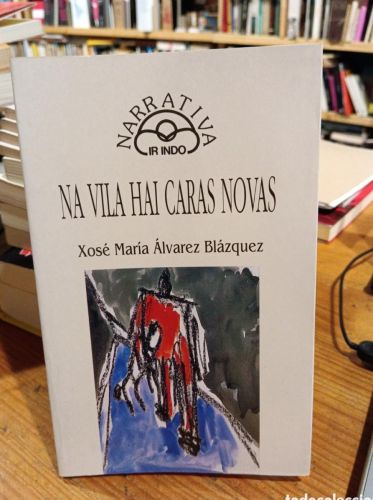 NARRATIVA
IR INDO
NA VILA HAI CARAS NOVAS
Xosé María Álvarez Blázquez